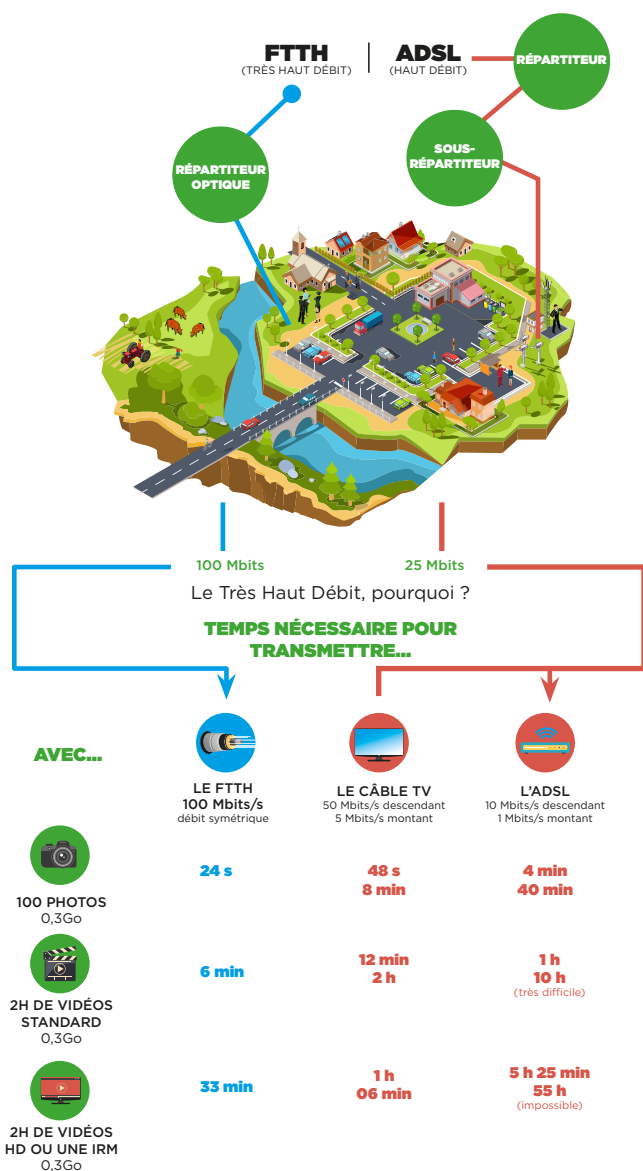 FTTH
(TRÈS HAUT DÉBIT)
ADSL
(HAUT DÉBIT)
RÉPARTITEUR
SOUS-
RÉPARTITEUR
RÉPARTITEUR
OPTIQUE
100 Mbits
25 Mbits
Le Très Haut Débit, pourquoi ?
TEMPS NÉCESSAIRE POUR
TRANSMETTRE...
AVEC...
LE FTTH
100 Mbits/s
débit symétrique
LE CÂBLE TV
50 Mbits/s descendant
5 Mbits/s montant
L'ADSL
10 Mbits/s descendant
1 Mbits/s montant
100 PHOTOS
0,3Go
24 s
48 s
8 min
4 min
40 min
2H DE VIDÉOS
STANDARD
0,3Go
6 min
12 min
2 h
1 h
10 h
(très difficile)
2H DE VIDÉOS
HD OU UNE IRM
0,3Go
33 min
1 h
06 min
5 h 25 min
55 h
(impossible)